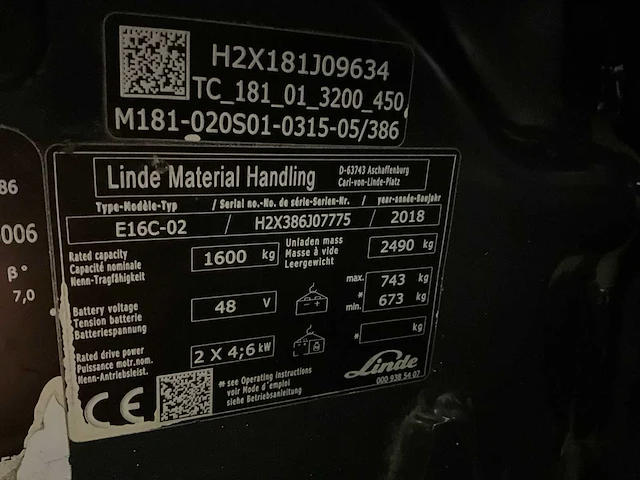 H2X181J09634
TC_181_01_3200_450
M181-020S01-0315-05/386
86
006
β°
7,0
Linde Material Handling
D-63743 Aschaffenburg
Carl-von-Linde-Platz
Type-Modèle-Typ / Serial no.-No. de série-Serien-Nr. / year-année-Baujahr
E16C-02 / H2X386J07775 / 2018
Rated capacity
Capacité nominale
Nenn-Tragfähigkeit
1600 kg
Unladen mass
Masse à vide
Leergewicht
2490 kg
Battery voltage
Tension batterie
Batteriespannung
48 V
max. 743 kg
*
min. 673 kg
Rated drive power
Puissance motr.nom.
Nenn-Antriebsleist.
2 X 4;6 kW
* kg
CE
* see Operating instructions
voir Mode d'emploi
siehe Betriebsanleitung
Linde
000 938 54 07